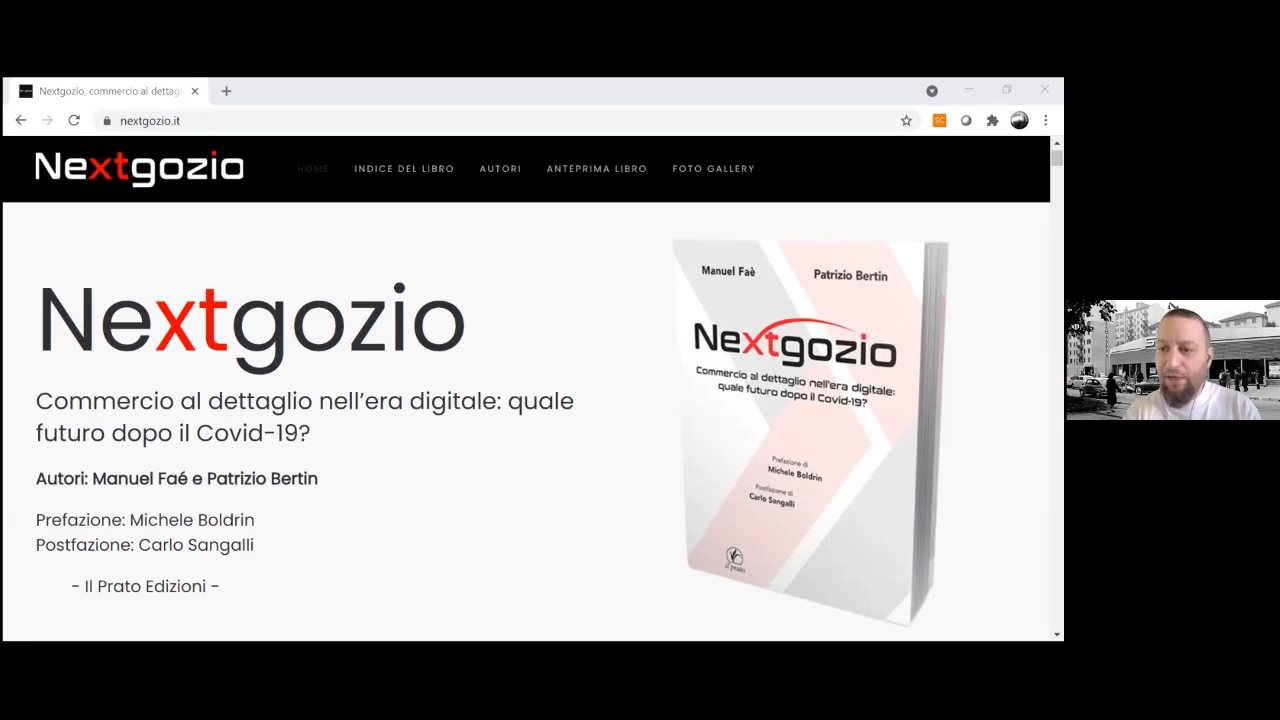 Nextgozio, commercio al dettagl
nextgozio.it
Nextgozio
HOME INDICE DEL LIBRO AUTORI ANTEPRIMA LIBRO FOTO GALLERY
Nextgozio
Commercio al dettaglio nell'era digitale: quale
futuro dopo il Covid-19?
Autori: Manuel Faé e Patrizio Bertin
Prefazione: Michele Boldrin
Postfazione: Carlo Sangalli
- Il Prato Edizioni -
Manuel Faè Patrizio Bertin
Nextgozio
Commercio al dettaglio nell'era digitale:
quale futuro dopo il Covid-19?
Prefazione di
Michele Boldrin
Postfazione di
Carlo Sangalli
il prato
SC